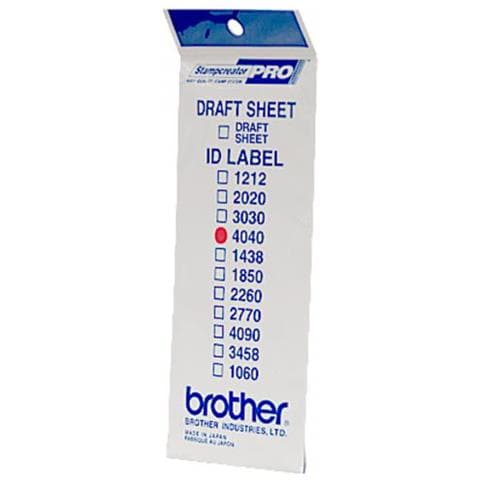 Stampcreator PRO
DRAFT SHEET
DRAFT
SHEET
ID LABEL
1212
2020
3030
4040
1438
1850
2260
2770
4090
3458
1060
brother
BROTHER INDUSTRIES, LTD.
MADE IN JAPAN
FABRIQUE AU JAPON